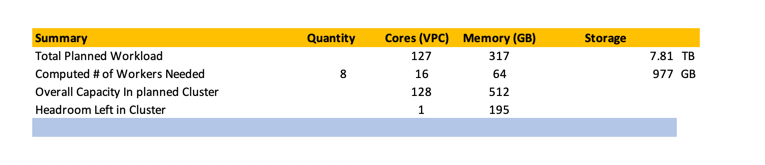 Summary Quantity Cores (VPC) Memory (GB) Storage
Total Planned Workload 127 317 7.81 TB
Computed # of Workers Needed 8 16 64 977 GB
Overall Capacity In planned Cluster 128 512
Headroom Left in Cluster 1 195